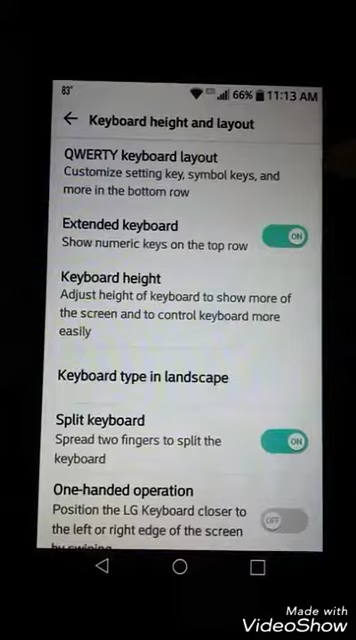 83°
66% 11:13 AM
Keyboard height and layout
QWERTY keyboard layout
Customize setting key, symbol keys, and
more in the bottom row
Extended keyboard
Show numeric keys on the top row
ON
Keyboard height
Adjust height of keyboard to show more of
the screen and to control keyboard more
easily
Keyboard type in landscape
Split keyboard
Spread two fingers to split the
keyboard
ON
One-handed operation
Position the LG Keyboard closer to
the left or right edge of the screen
by swiping
OFF
Made with
VideoShow